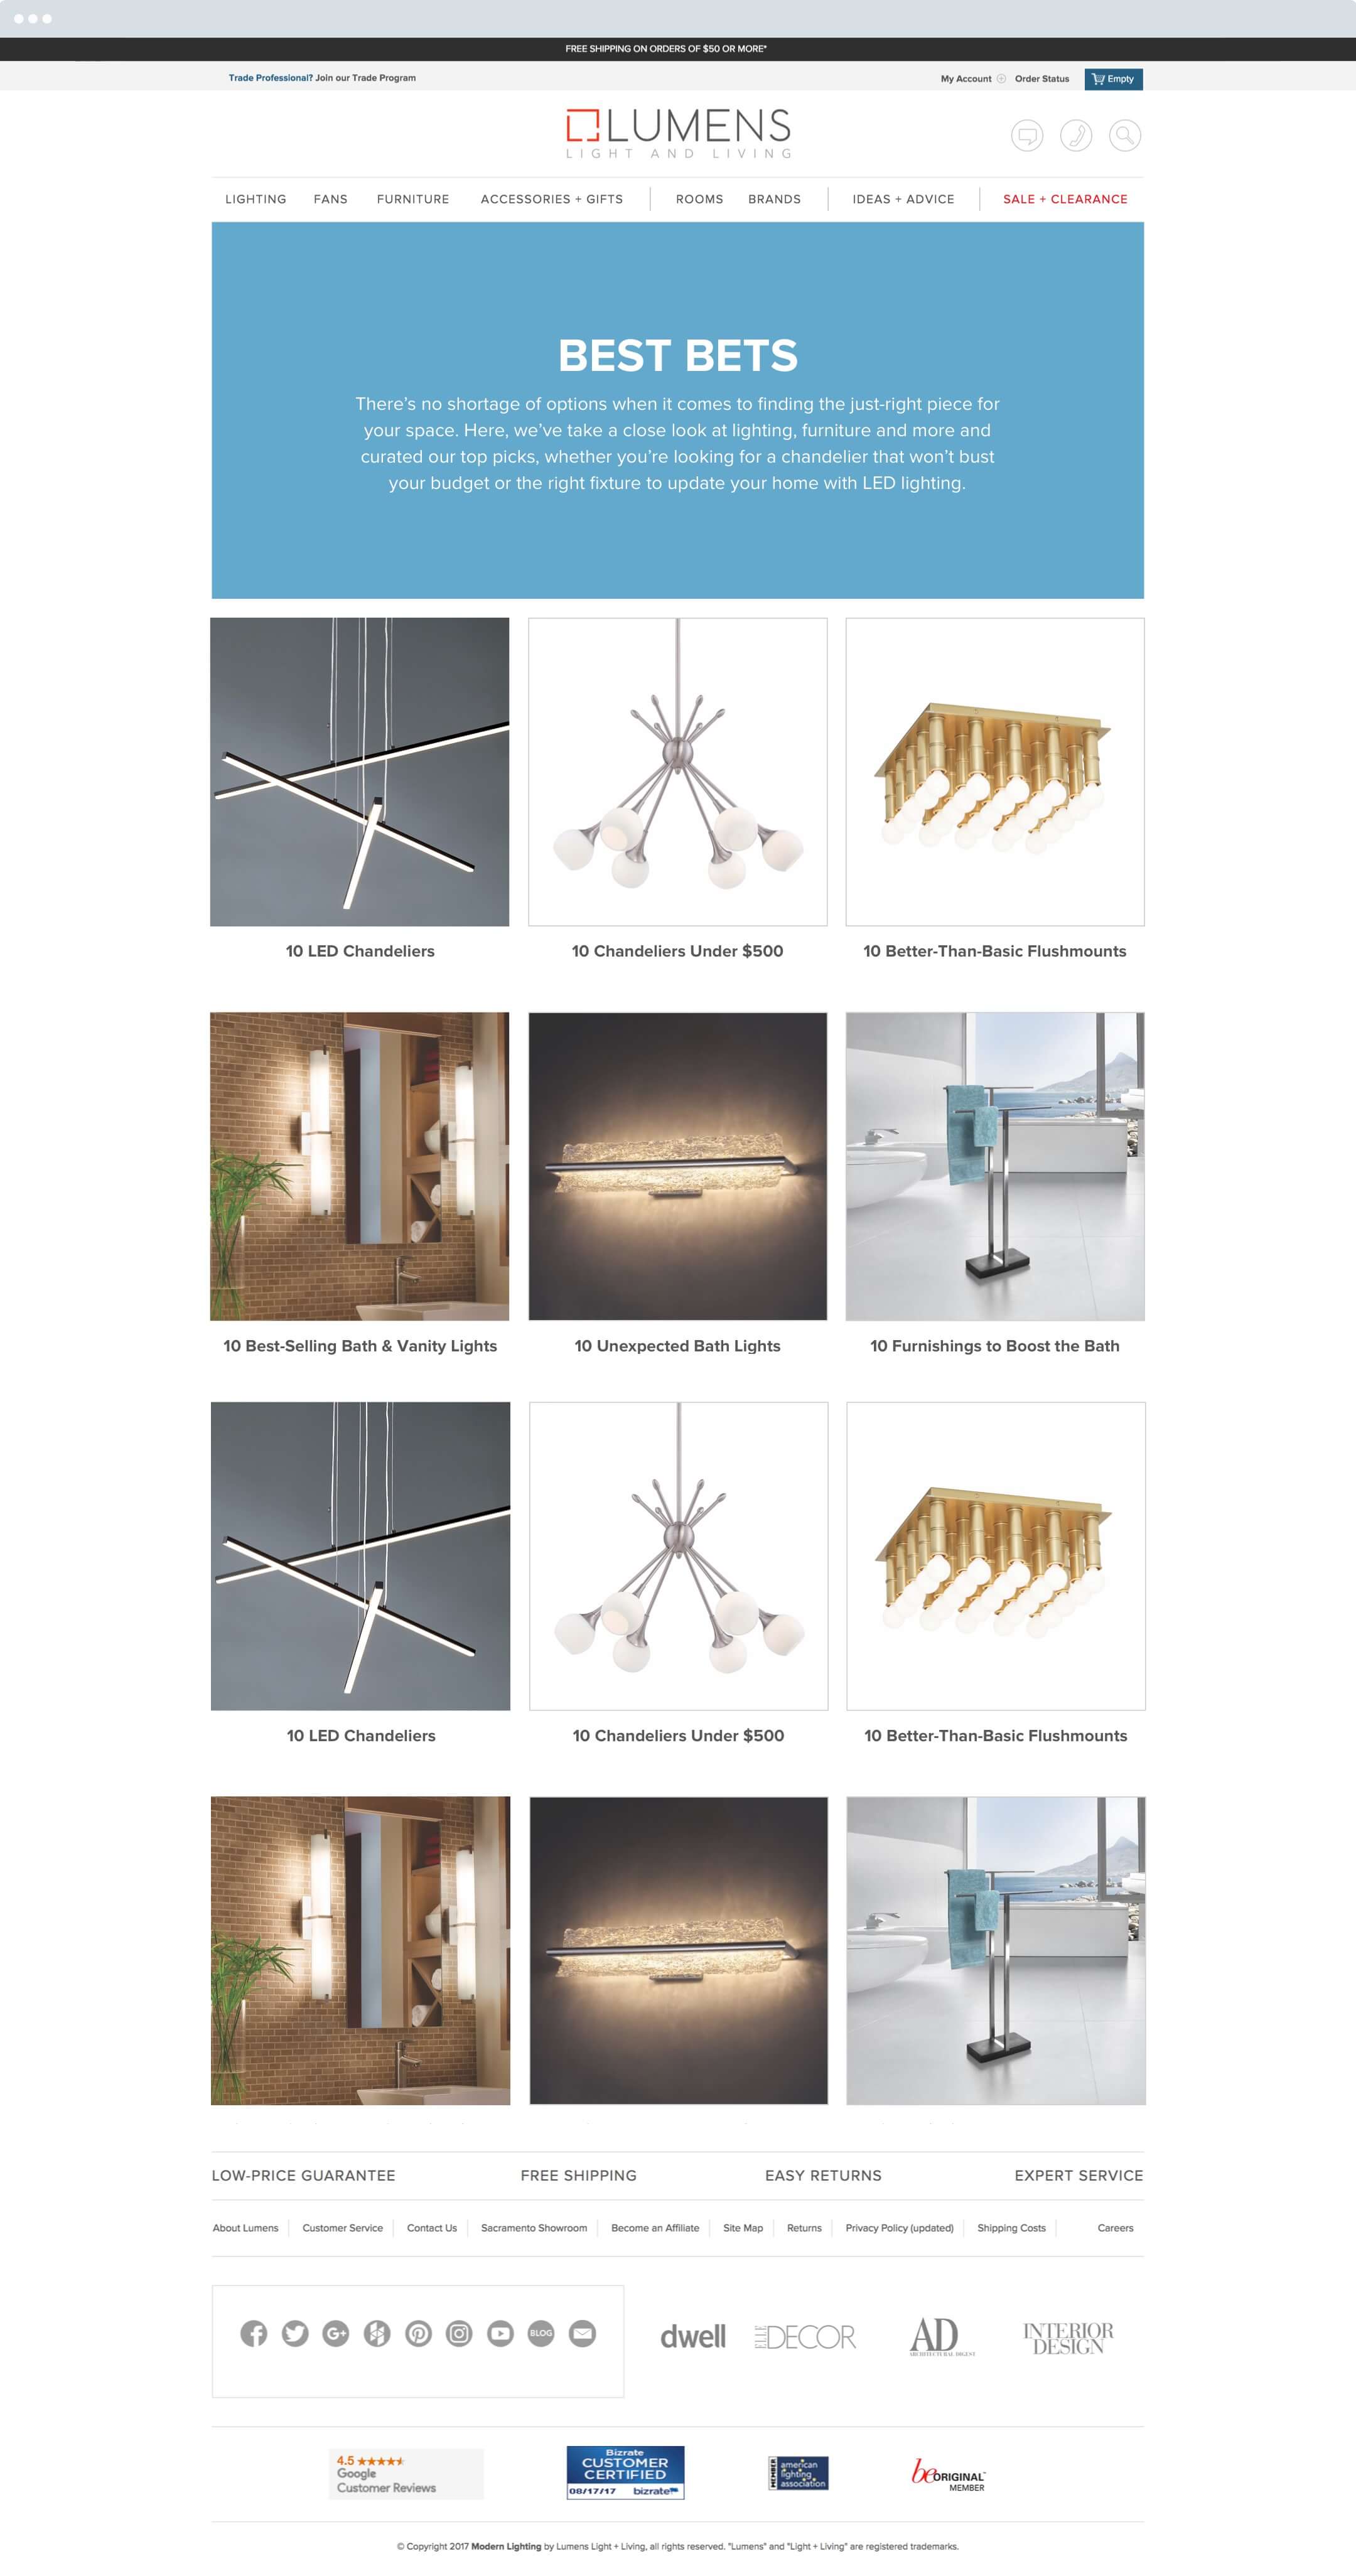 FREE SHIPPING ON ORDERS OF $50 OR MORE*
Trade Professional? Join our Trade Program
My Account
Order Status
Empty
LUMENS
LIGHT AND LIVING
LIGHTING
FANS
FURNITURE
ACCESSORIES + GIFTS
ROOMS
BRANDS
IDEAS + ADVICE
SALE + CLEARANCE
BEST BETS
There's no shortage of options when it comes to finding the just-right piece for
your space. Here, we've take a close look at lighting, furniture and more and
curated our top picks, whether you're looking for a chandelier that won't bust
your budget or the right fixture to update your home with LED lighting.
10 LED Chandeliers
10 Chandeliers Under $500
10 Better-Than-Basic Flushmounts
10 Best-Selling Bath & Vanity Lights
10 Unexpected Bath Lights
10 Furnishings to Boost the Bath
10 LED Chandeliers
10 Chandeliers Under $500
10 Better-Than-Basic Flushmounts
LOW-PRICE GUARANTEE
FREE SHIPPING
EASY RETURNS
EXPERT SERVICE
About Lumens
Customer Service
Contact Us
Sacramento Showroom
Become an Affiliate
Site Map
Returns
Privacy Policy (updated)
Shipping Costs
Careers
G+
BLOG
dwell
ELLE DECOR
AD
ARCHITECTURAL DIGEST
INTERIOR
DESIGN
4.5
Google
Customer Reviews
Bizrate
CUSTOMER
CERTIFIED
08/17/17 bizrate
MEMBER
american
lighting
association
be ORIGINAL
MEMBER
© Copyright 2017 Modern Lighting by Lumens Light + Living, all rights reserved. "Lumens" and "Light + Living" are registered trademarks.